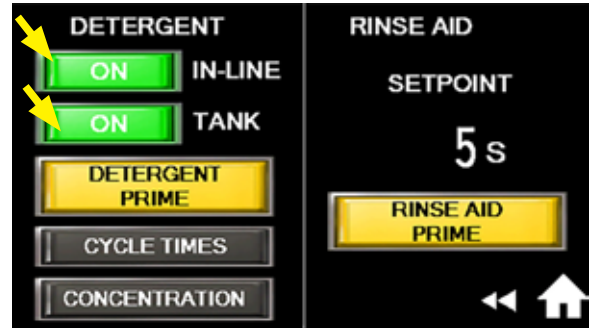 DETERGENT
ON IN-LINE
ON TANK
DETERGENT
PRIME
CYCLE TIMES
CONCENTRATION
RINSE AID
SETPOINT
5 s
RINSE AID
PRIME